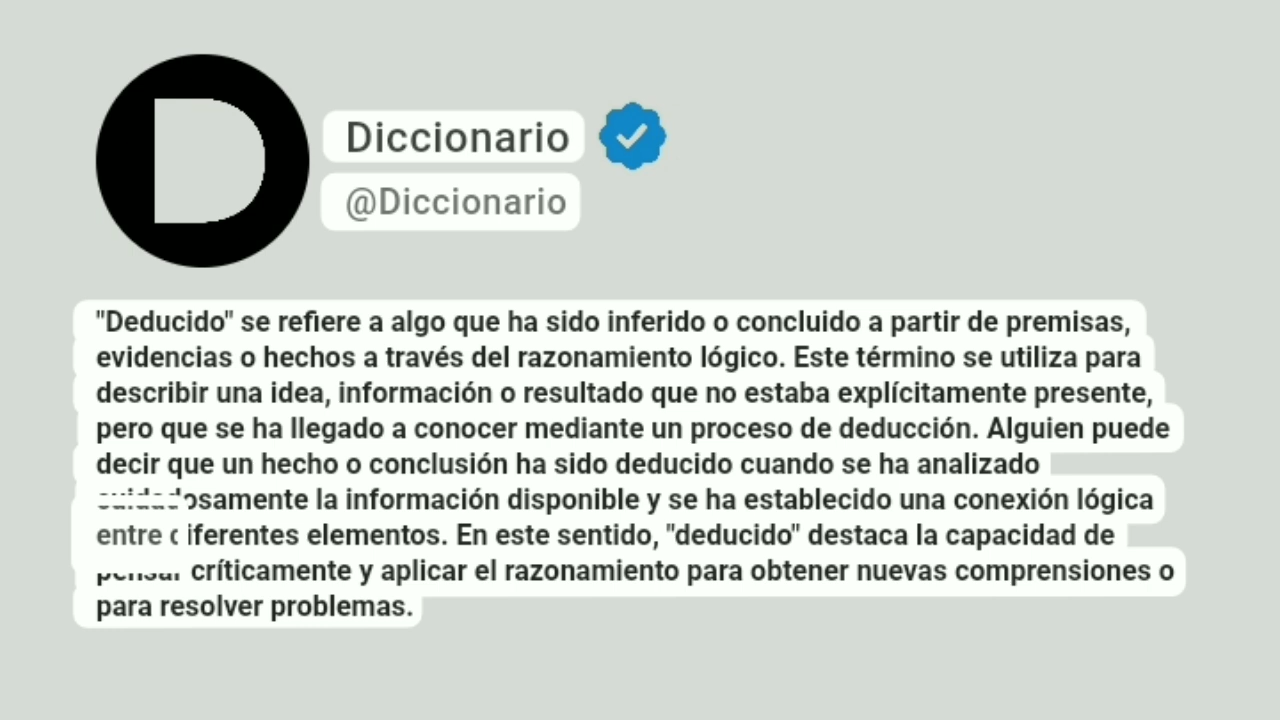 D
Diccionario
@Diccionario
"Deducido" se refiere a algo que ha sido inferido o concluido a partir de premisas,
evidencias o hechos a través del razonamiento lógico. Este término se utiliza para
describir una idea, información o resultado que no estaba explícitamente presente,
pero que se ha llegado a conocer mediante un proceso de deducción. Alguien puede
decir que un hecho o conclusión ha sido deducido cuando se ha analizado
cuidadosamente la información disponible y se ha establecido una conexión lógica
entre diferentes elementos. En este sentido, "deducido" destaca la capacidad de
pensar críticamente y aplicar el razonamiento para obtener nuevas comprensiones o
para resolver problemas.